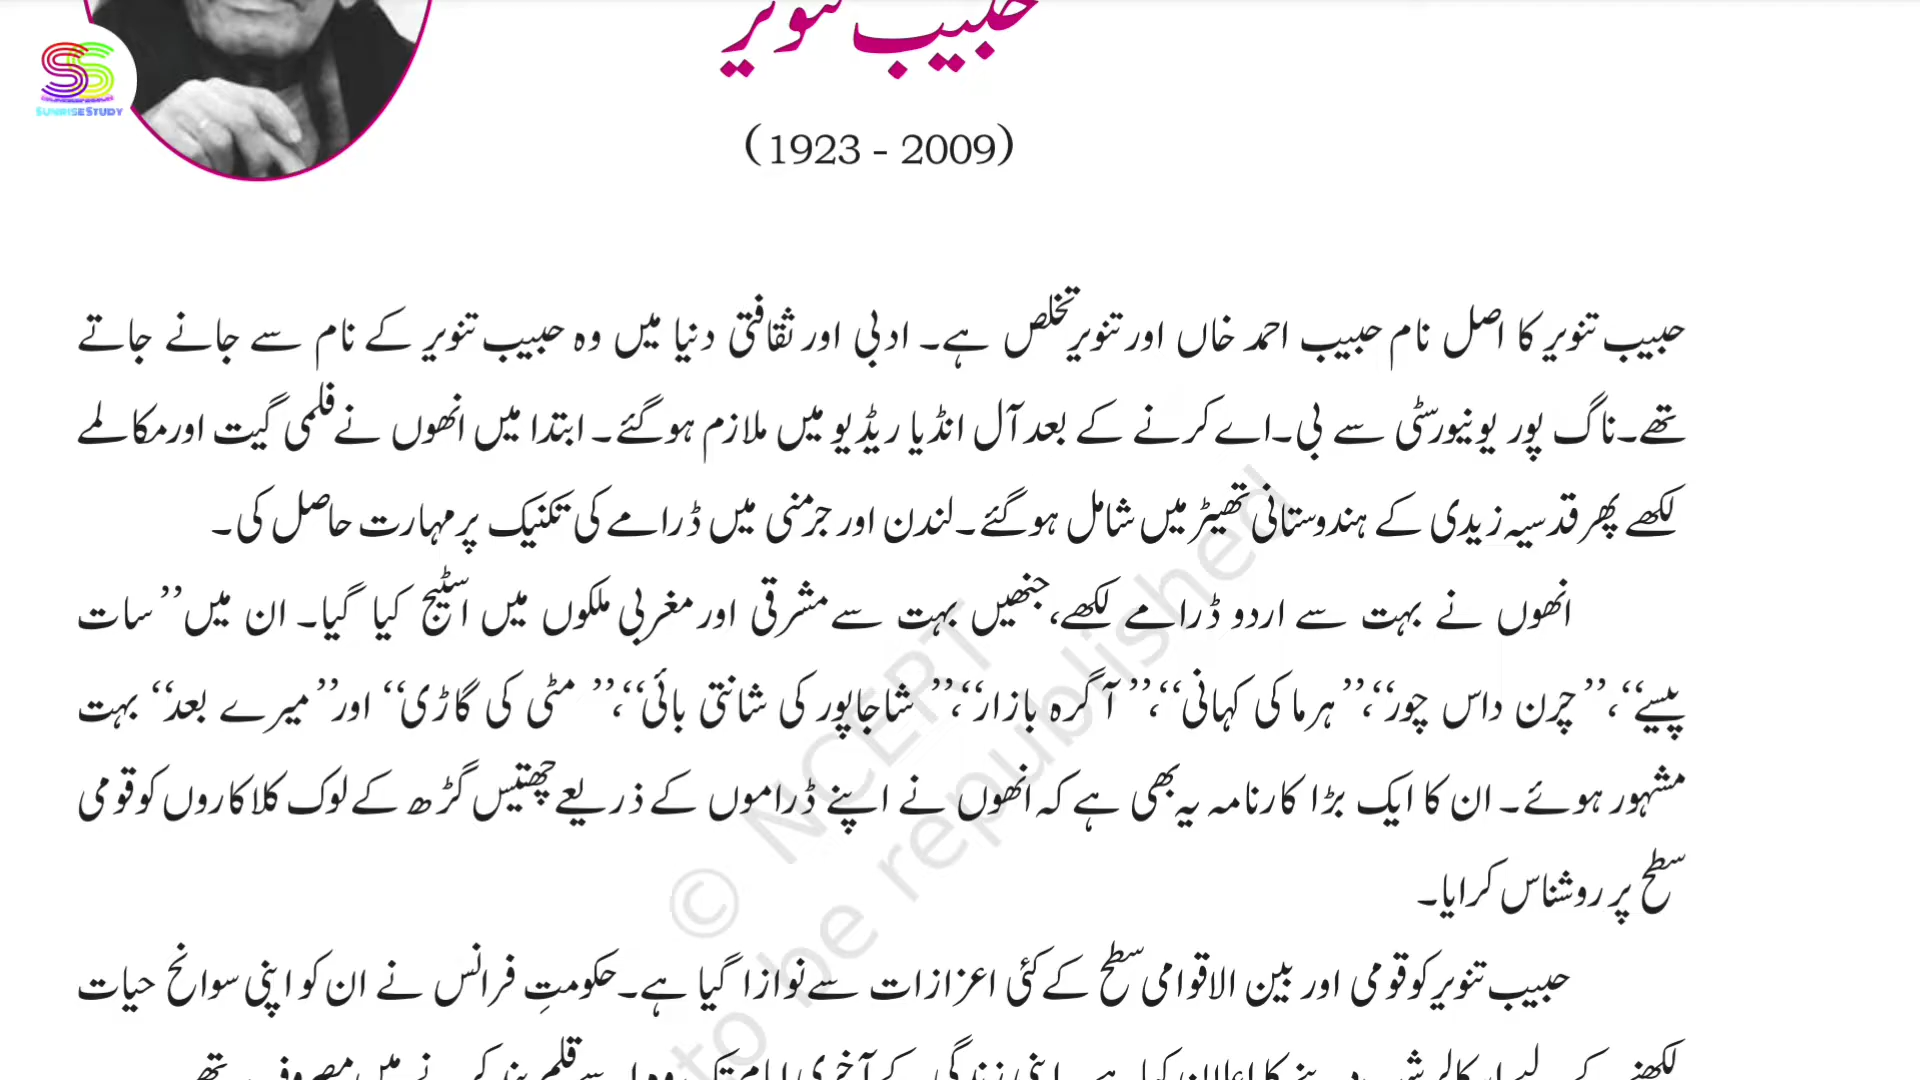 SS
SUNRISE STUDY
حبیب تنویر
(1923 - 2009)
حبیب تنویر کا اصل نام حبیب احمد خاں اور تنویر تخلص ہے۔ ادبی اور ثقافتی دنیا میں وہ حبیب تنویر کے نام سے جانے جاتے
تھے۔ ناگ پور یونیورسٹی سے بی۔اے کرنے کے بعد آل انڈیا ریڈیو میں ملازم ہوگئے۔ ابتدا میں انھوں نے فلمی گیت اور مکالمے
لکھے پھر قدسیہ زیدی کے ہندوستانی تھیٹر میں شامل ہوگئے۔ لندن اور جرمنی میں ڈرامے کی تکنیک پر مہارت حاصل کی۔
انھوں نے بہت سے اردو ڈرامے لکھے، جنھیں بہت سے مشرقی اور مغربی ملکوں میں اسٹیج کیا گیا۔ ان میں ’’سات
پیسے‘‘، ’’چرن داس چور‘‘، ’’ہرما کی کہانی‘‘، ’’آگرہ بازار‘‘، ’’شاجاپور کی شانتی بائی‘‘، ’’مٹی کی گاڑی‘‘ اور ’’میرے بعد‘‘ بہت
مشہور ہوئے۔ ان کا ایک بڑا کارنامہ یہ بھی ہے کہ انھوں نے اپنے ڈراموں کے ذریعے چھتیس گڑھ کے لوک کلاکاروں کو قومی
سطح پر روشناس کرایا۔
حبیب تنویر کو قومی اور بین الاقوامی سطح کے کئی اعزازات سے نوازا گیا ہے۔ حکومتِ فرانس نے ان کو اپنی سوانح حیات
© NCERT
to be republished